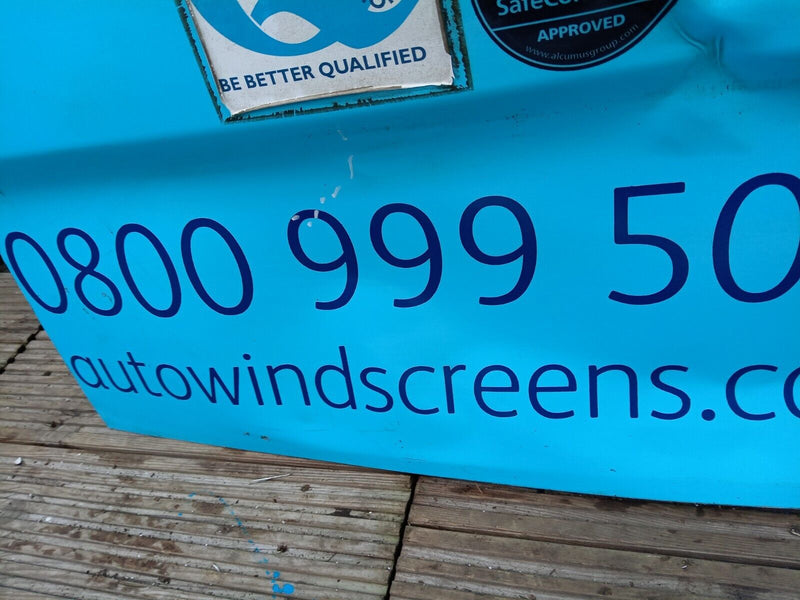 BE BETTER QUALIFIED
APPROVED
www.alcumusgroup.com
0800 999 50
autowindscreens.co